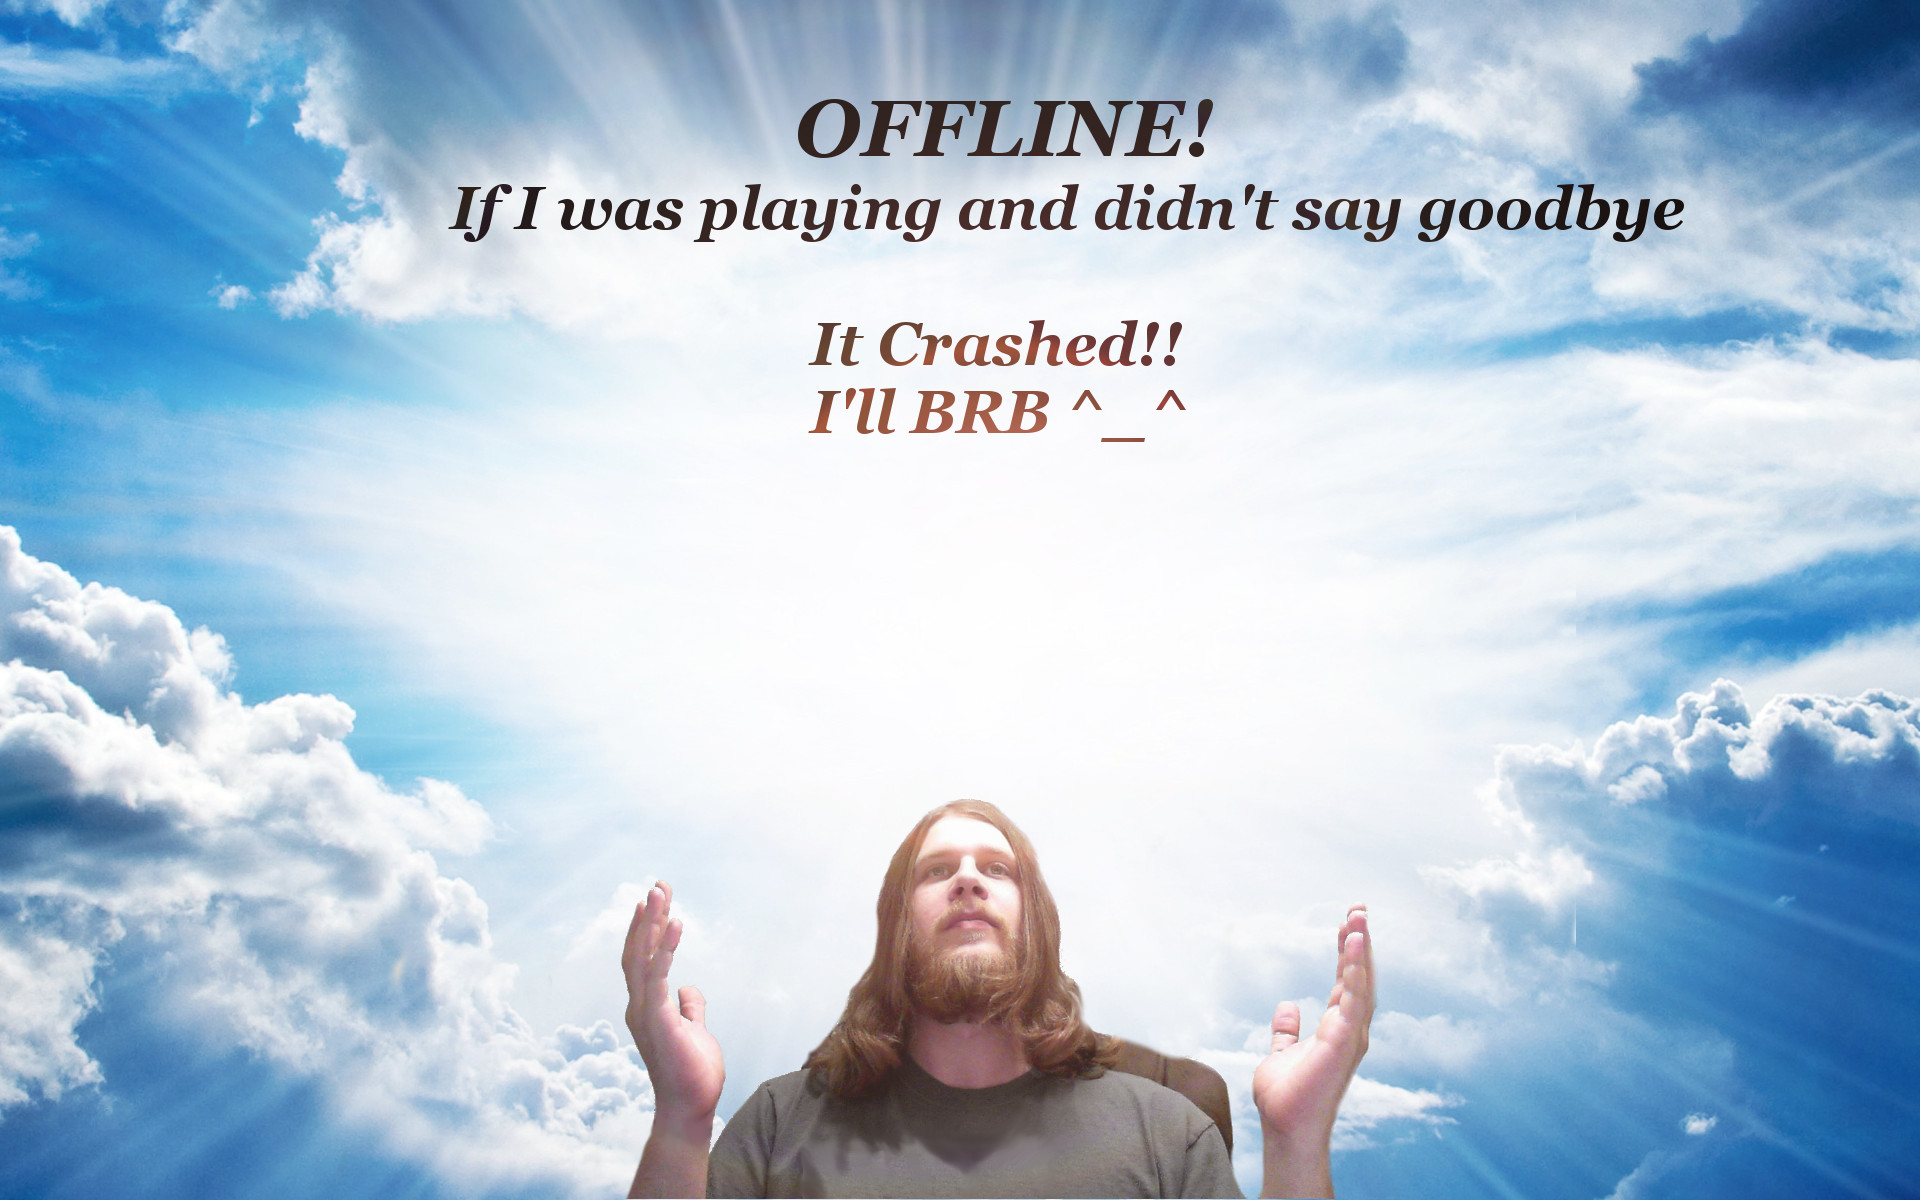 OFFLINE!
If I was playing and didn't say goodbye
It Crashed!!
I'll BRB ^_^